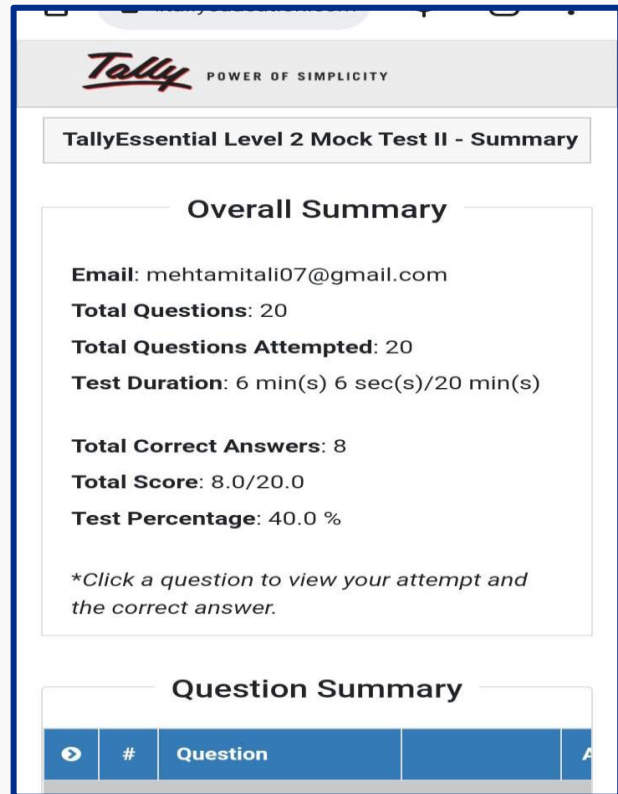 Tally POWER OF SIMPLICITY
TallyEssential Level 2 Mock Test II - Summary
Overall Summary
Email: mehtamitali07@gmail.com
Total Questions: 20
Total Questions Attempted: 20
Test Duration: 6 min(s) 6 sec(s)/20 min(s)
Total Correct Answers: 8
Total Score: 8.0/20.0
Test Percentage: 40.0 %
*Click a question to view your attempt and
the correct answer.
Question Summary
# Question